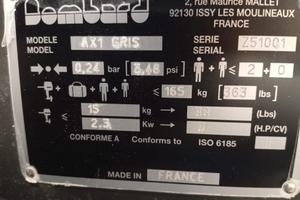 Bombard
2, rue Maurice MALLET
92130 ISSY LES MOULINEAUX
FRANCE
MODELE
MODEL
AX1 GRIS
SERIE
SERIAL
Z51001
0,24 bar 3,48 psi
≤ 2 + 0
+ + ≤ 165 kg 363 lbs
≤ 15 kg (Lbs)
≤ 2.3 Kw (H.P/CV)
CONFORME A Conforms to ISO 6185
MADE IN FRANCE